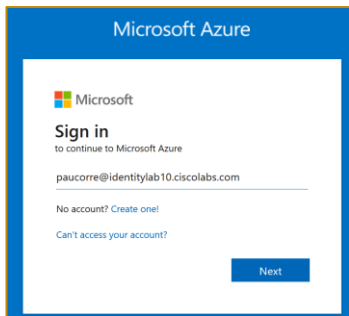 Microsoft Azure
Microsoft
Sign in
to continue to Microsoft Azure
paucorre@identitylab10.ciscolabs.com
No account? Create one!
Can't access your account?
Next